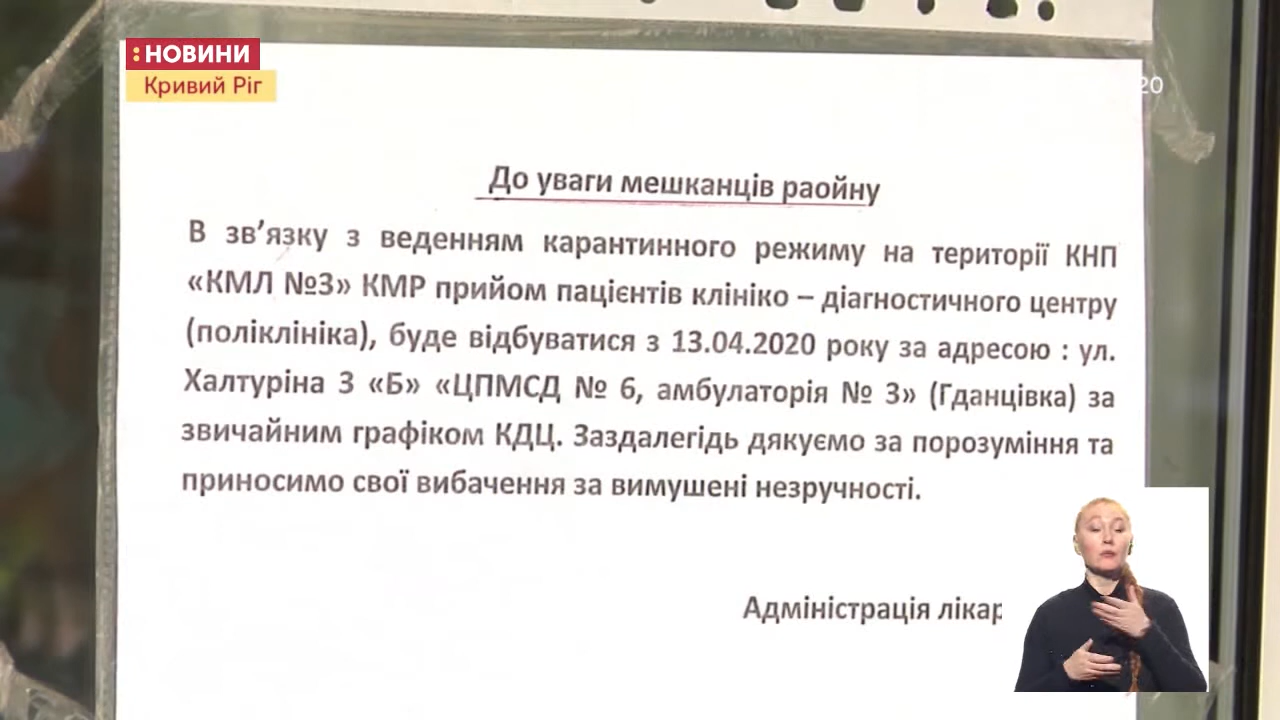 : НОВИНИ
Кривий Ріг
20
До уваги мешканців раойну
В зв’язку з веденням карантинного режиму на території КНП
«КМЛ №3» КМР прийом пацієнтів клініко – діагностичного центру
(поліклініка), буде відбуватися з 13.04.2020 року за адресою : ул.
Халтуріна 3 «Б» «ЦПМСД № 6, амбулаторія № 3» (Гданцівка) за
звичайним графіком КДЦ. Заздалегідь дякуємо за порозуміння та
приносимо свої вибачення за вимушені незручності.
Адміністрація лікар